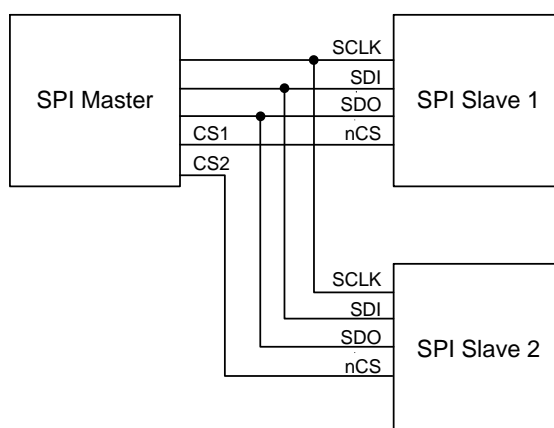 SPI Master
CS1
CS2
SCLK
SDI
SDO
nCS
SPI Slave 1
SCLK
SDI
SDO
nCS
SPI Slave 2